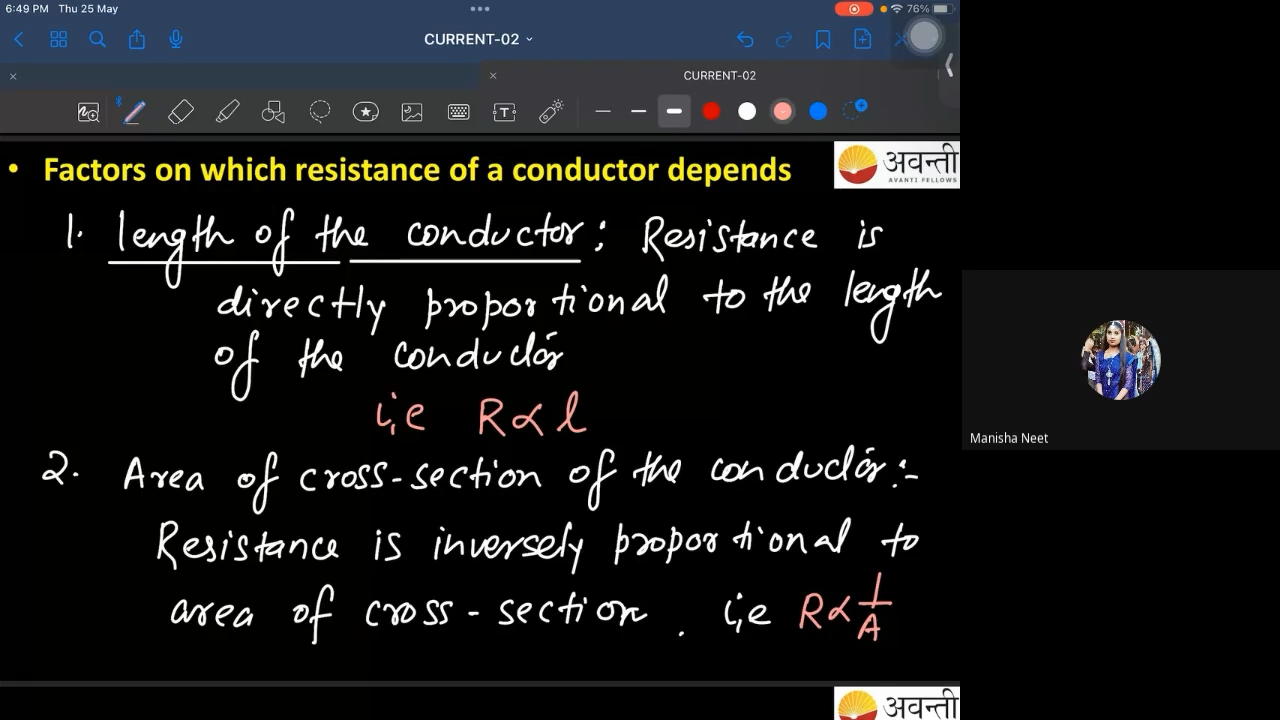 6:49 PM Thu 25 May
76%
CURRENT-02
CURRENT-02
• Factors on which resistance of a conductor depends
अवन्ती
AVANTI FELLOWS
1. length of the conductor: Resistance is
directly proportional to the length
of the conductor
i,e R ∝ l
2. Area of cross-section of the conductor:-
Resistance is inversely proportional to
area of cross-section. i,e R ∝ 1/A
Manisha Neet
अवन्ती